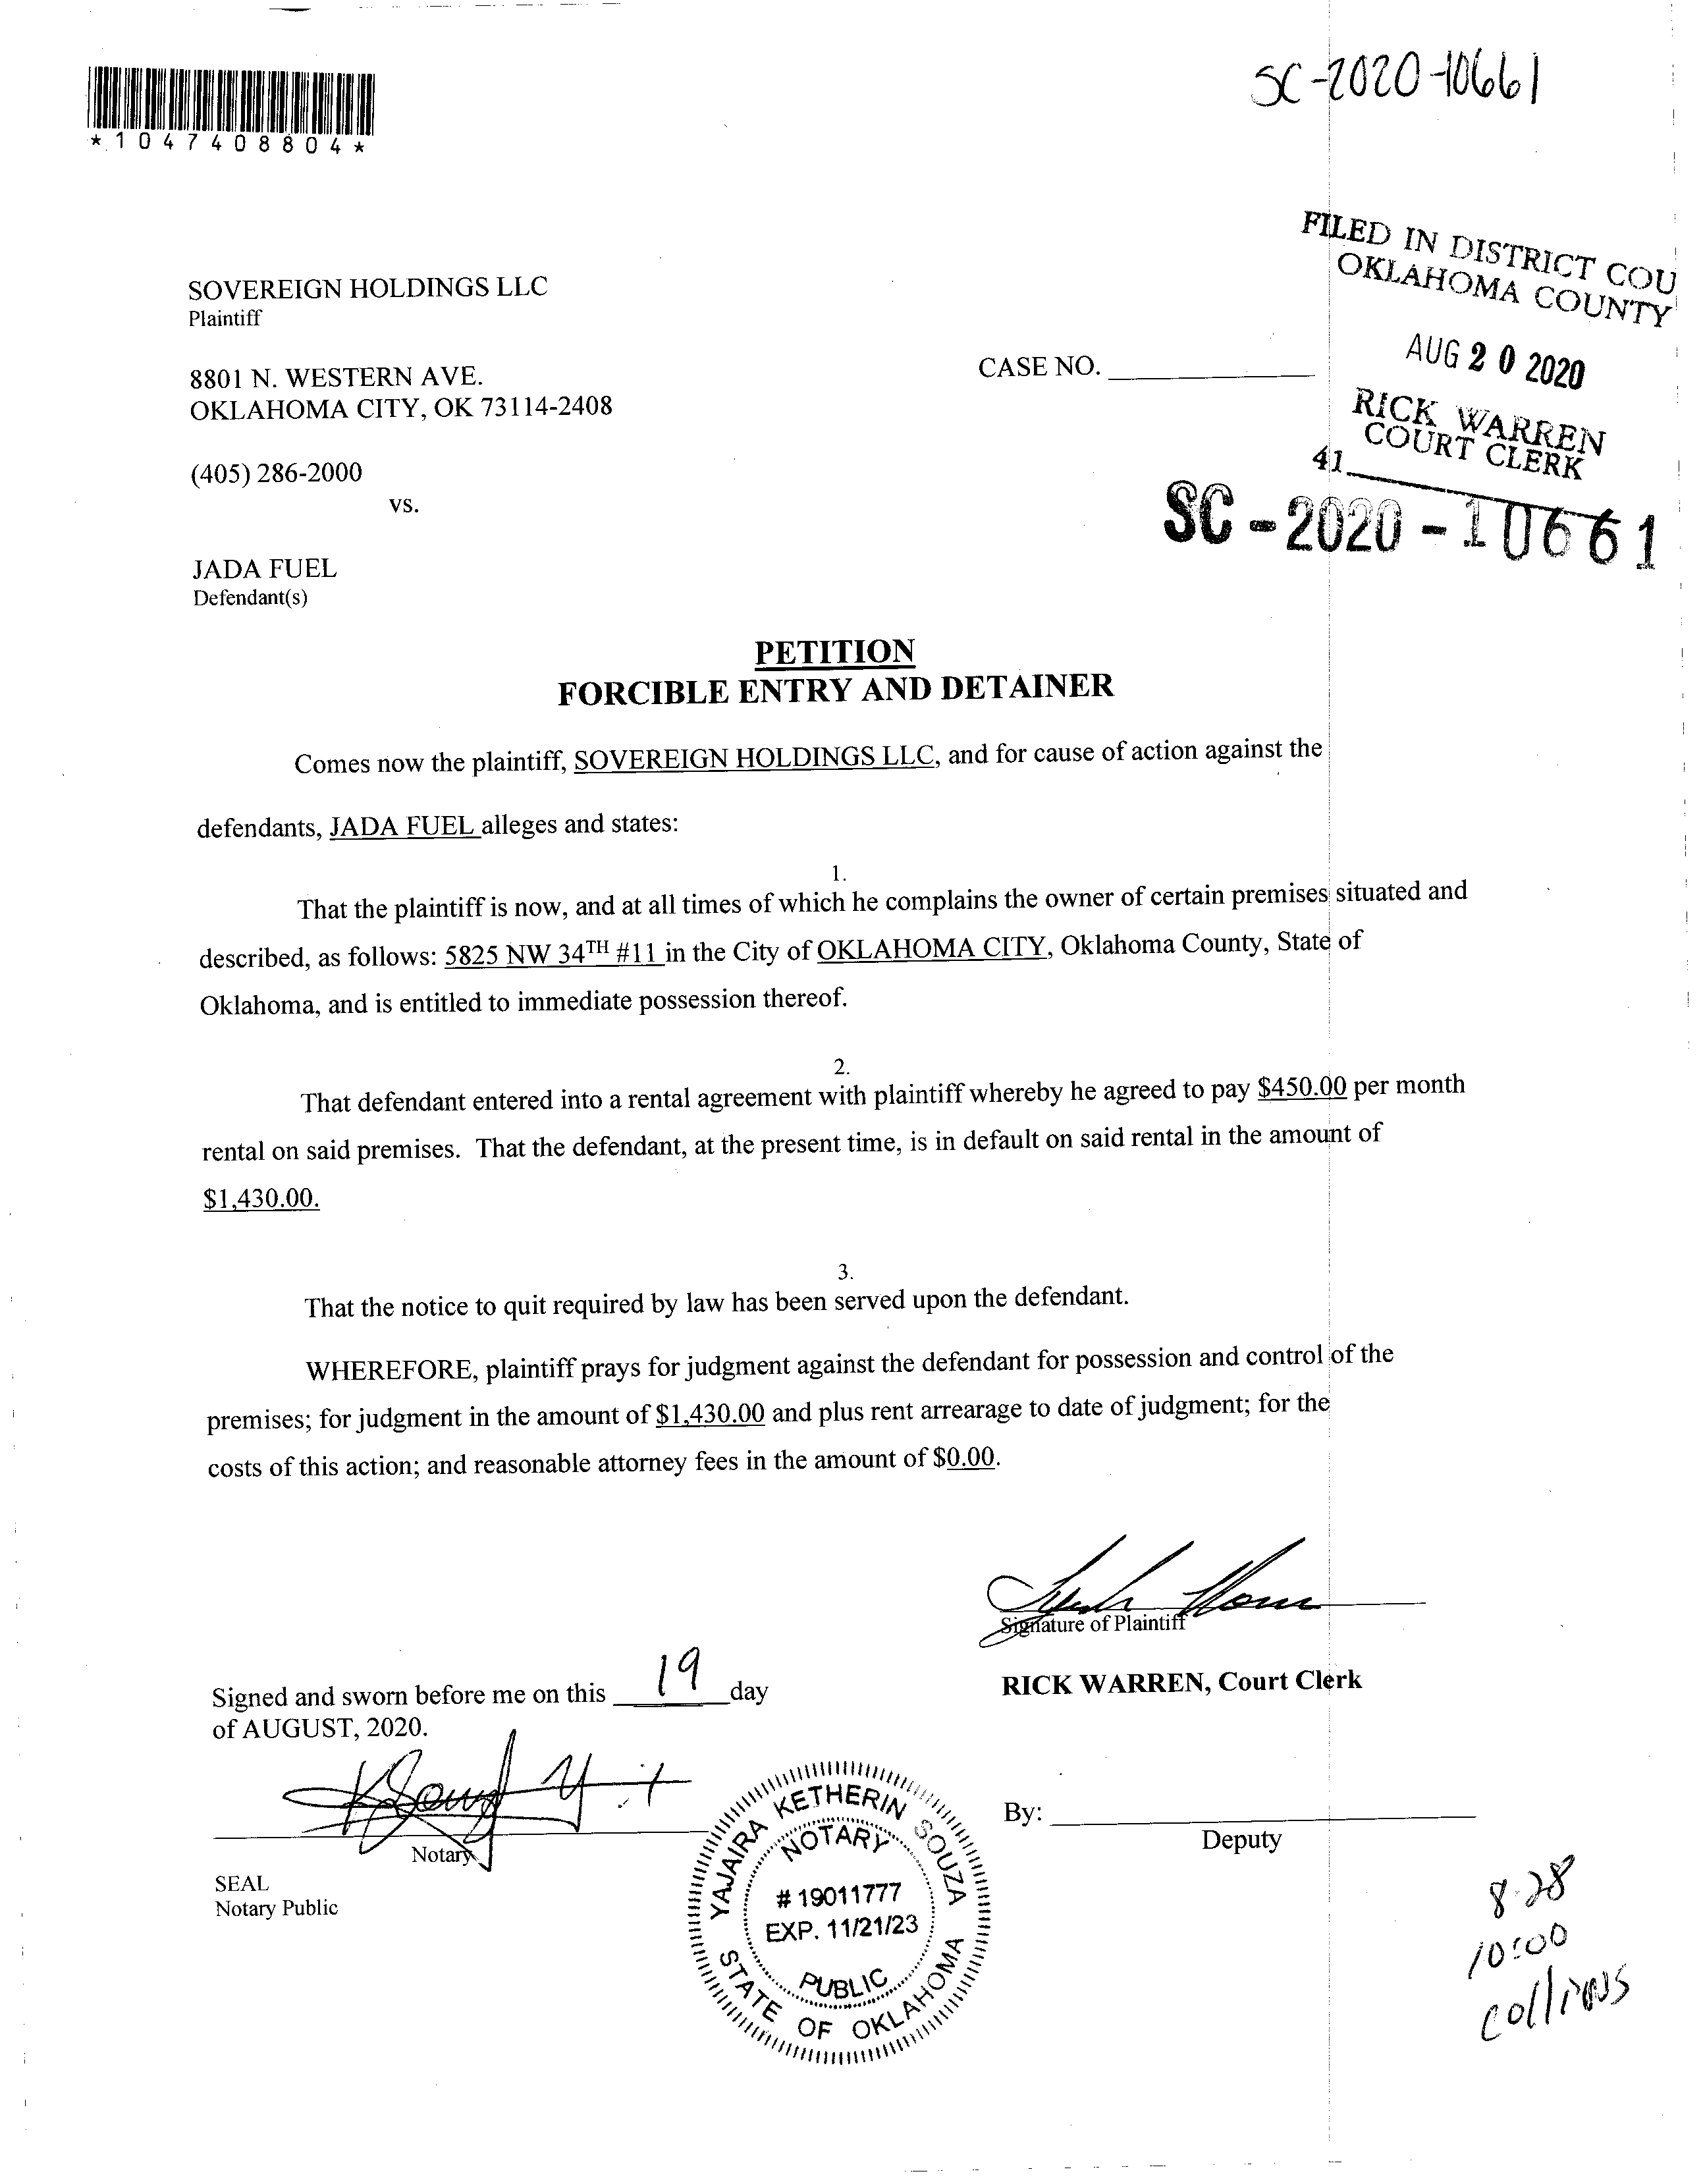 *1047408804*
SC-2020-10661
FILED IN DISTRICT COU
OKLAHOMA COUNTY
AUG 20 2020
RICK WARREN
COURT CLERK
41
SC-2020-10661
SOVEREIGN HOLDINGS LLC
Plaintiff
8801 N. WESTERN AVE.
OKLAHOMA CITY, OK 73114-2408
CASE NO.
(405) 286-2000
vs.
JADA FUEL
Defendant(s)
PETITION
FORCIBLE ENTRY AND DETAINER
Comes now the plaintiff, SOVEREIGN HOLDINGS LLC, and for cause of action against the
defendants, JADA FUEL alleges and states:
1.
That the plaintiff is now, and at all times of which he complains the owner of certain premises situated and
described, as follows: 5825 NW 34TH #11 in the City of OKLAHOMA CITY, Oklahoma County, State of
Oklahoma, and is entitled to immediate possession thereof.
2.
That defendant entered into a rental agreement with plaintiff whereby he agreed to pay $450.00 per month
rental on said premises. That the defendant, at the present time, is in default on said rental in the amount of
$1,430.00.
3.
That the notice to quit required by law has been served upon the defendant.
WHEREFORE, plaintiff prays for judgment against the defendant for possession and control of the
premises; for judgment in the amount of $1,430.00 and plus rent arrearage to date of judgment; for the
costs of this action; and reasonable attorney fees in the amount of $0.00.
Signature of Plaintiff
RICK WARREN, Court Clerk
Signed and sworn before me on this 19 day
of AUGUST, 2020.
Notary
SEAL
Notary Public
YAJAIRA KETHERIN SOUZA
NOTARY
# 19011777
EXP. 11/21/23
PUBLIC
STATE OF OKLAHOMA
By:
Deputy
8-28
10:00
collins